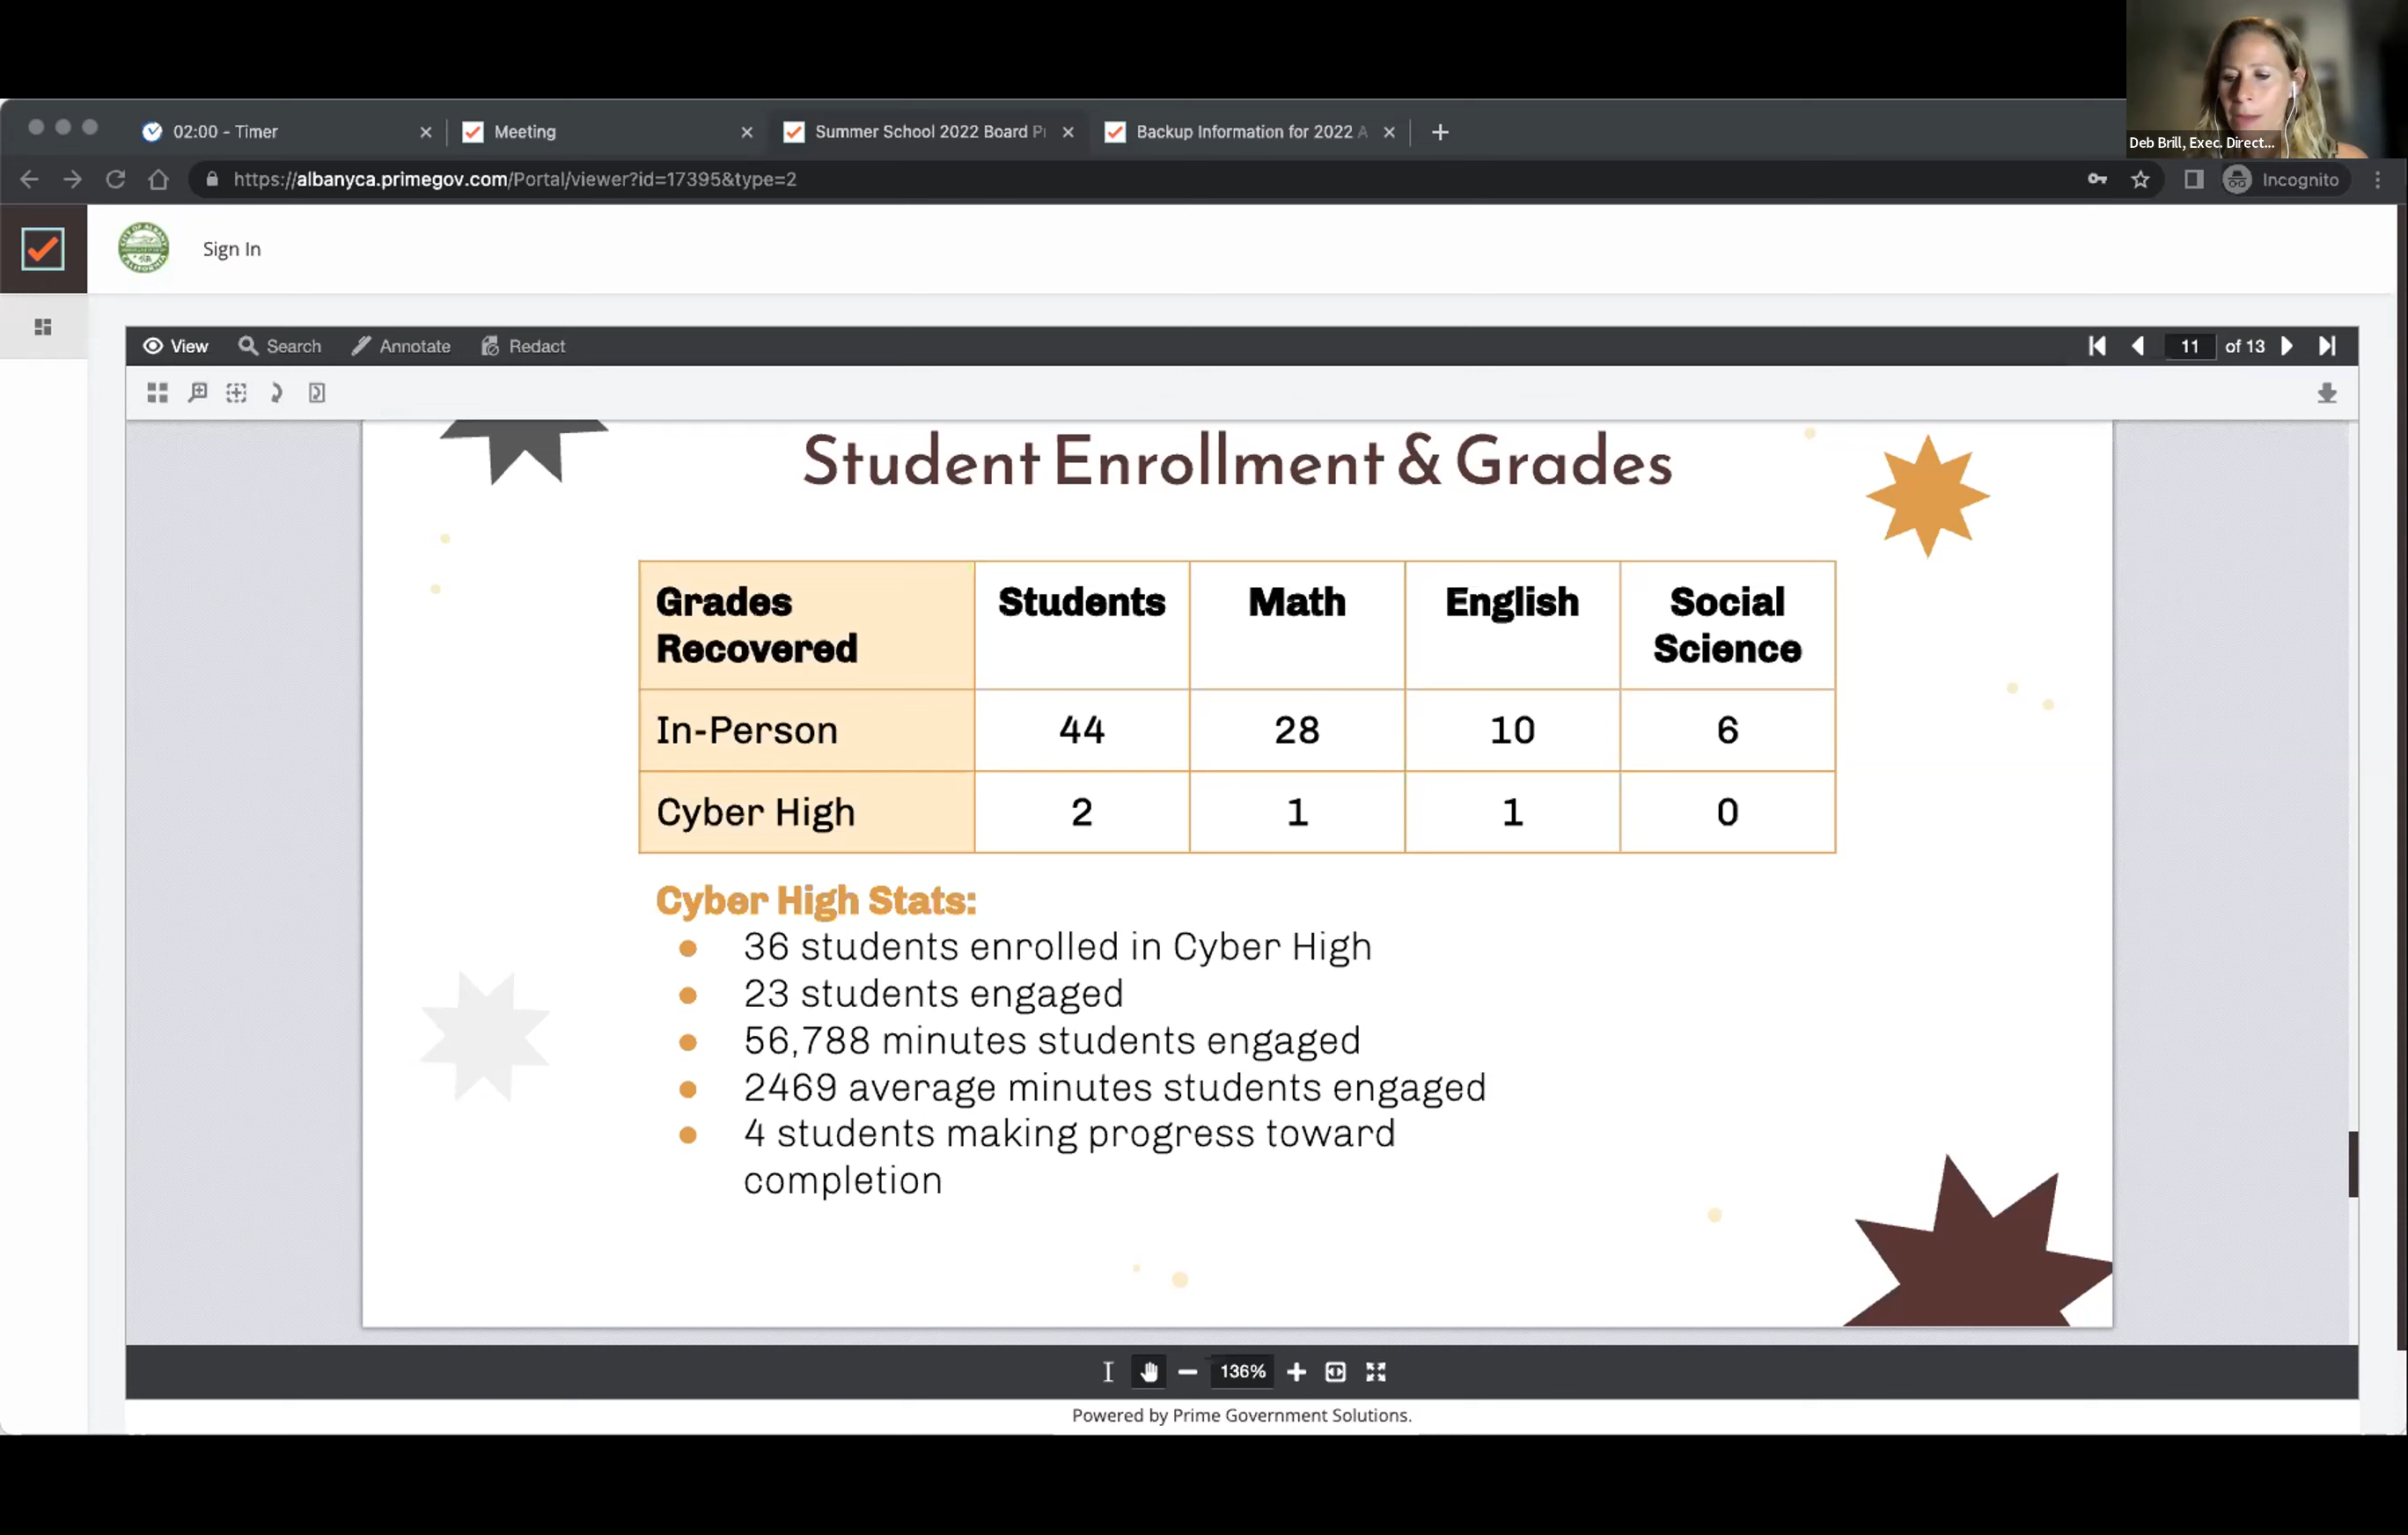 Deb Brill, Exec. Direct...
02:00 - Timer
Meeting
Summer School 2022 Board Pr
Backup Information for 2022 A
https://albanyca.primegov.com/Portal/viewer?id=17395&type=2
Incognito
Sign In
View Search Annotate Redact
11 of 13
Student Enrollment & Grades
Grades Recovered Students Math English Social Science
In-Person 44 28 10 6
Cyber High 2 1 1 0
Cyber High Stats:
36 students enrolled in Cyber High
23 students engaged
56,788 minutes students engaged
2469 average minutes students engaged
4 students making progress toward
completion
136%
Powered by Prime Government Solutions.